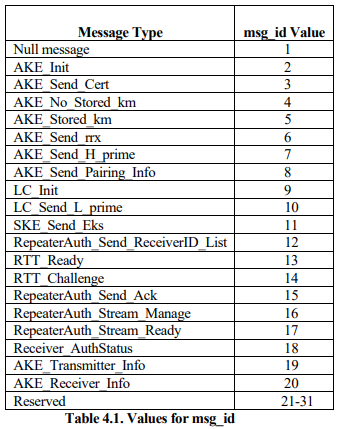 Message Type msg_id Value
Null message 1
AKE_Init 2
AKE_Send_Cert 3
AKE_No_Stored_km 4
AKE_Stored_km 5
AKE_Send_rrx 6
AKE_Send_H_prime 7
AKE_Send_Pairing_Info 8
LC_Init 9
LC_Send_L_prime 10
SKE_Send_Eks 11
RepeaterAuth_Send_ReceiverID_List 12
RTT_Ready 13
RTT_Challenge 14
RepeaterAuth_Send_Ack 15
RepeaterAuth_Stream_Manage 16
RepeaterAuth_Stream_Ready 17
Receiver_AuthStatus 18
AKE_Transmitter_Info 19
AKE_Receiver_Info 20
Reserved 21-31
Table 4.1. Values for msg_id